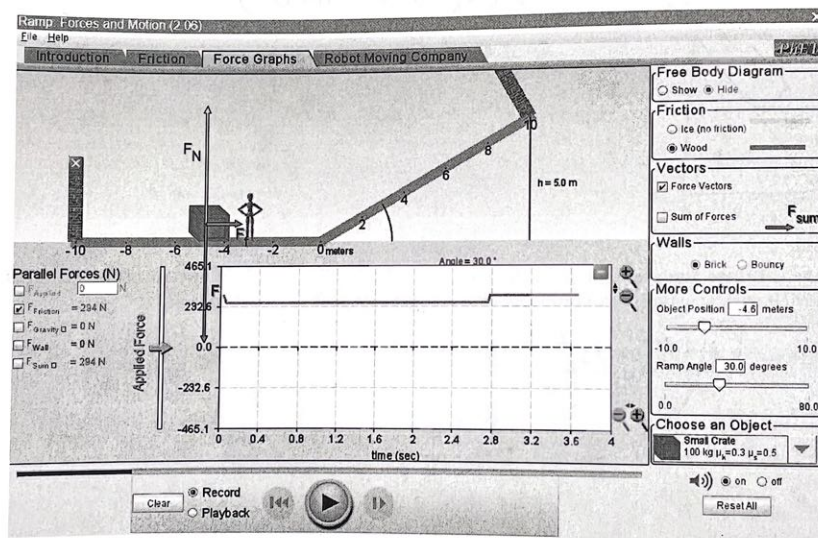 Ramp: Forces and Motion (2.06)
File Help
Introduction Friction Force Graphs Robot Moving Company
PhET
Free Body Diagram
Show Hide
Friction
Ice (no friction)
Wood
Vectors
Force Vectors
Sum of Forces
Fsum
Walls
Brick Bouncy
More Controls
Object Position -4.6 meters
-10.0 10.0
Ramp Angle 30.0 degrees
0.0 80.0
Choose an Object
Small Crate
100 kg μk=0.3 μs=0.5
on off
Reset All
FN
F
h = 5.0 m
-10 -8 -6 -4 -2 0 meters 2 4 6 8 10
Angle = 30.0 °
Parallel Forces (N)
FApplied 0 N
FFriction = 294 N
FGravity = 0 N
FWall = 0 N
FSum = 294 N
Applied Force
F
465.1
232.6
0.0
-232.6
-465.1
0 0.4 0.8 1.2 1.6 2 2.4 2.8 3.2 3.6 4
time (sec)
Clear
Record
Playback